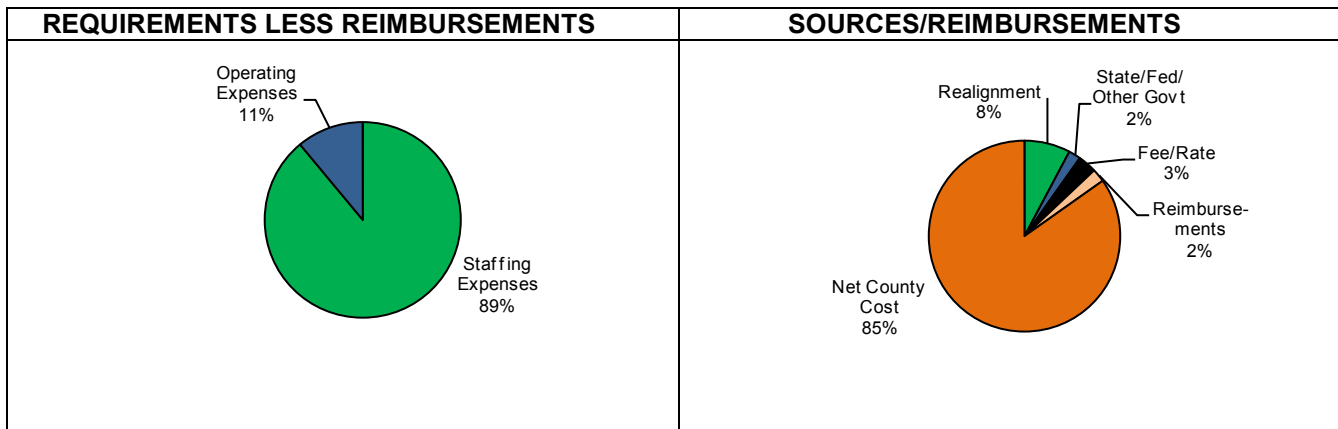 REQUIREMENTS LESS REIMBURSEMENTS
Operating
Expenses
11%
Staffing
Expenses
89%
SOURCES/REIMBURSEMENTS
Realignment
8%
State/Fed/
Other Govt
2%
Fee/Rate
3%
Reimburse-
ments
2%
Net County
Cost
85%